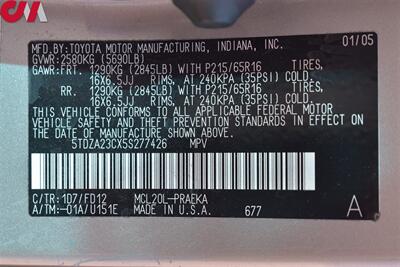 CMA
MFD.BY:TOYOTA MOTOR MANUFACTURING, INDIANA, INC.
GVWR:2580KG (5690LB) 01/05
GAWR:FRT. 1290KG (2845LB) WITH P215/65R16 TIRES,
16X6.5JJ RIMS, AT 240KPA (35PSI) COLD.
RR. 1290KG (2845LB) WITH P215/65R16 TIRES,
16X6.5JJ RIMS, AT 240KPA (35PSI) COLD.
THIS VEHICLE CONFORMS TO ALL APPLICABLE FEDERAL MOTOR
VEHICLE SAFETY AND THEFT PREVENTION STANDARDS IN EFFECT ON
THE DATE OF MANUFACTURE SHOWN ABOVE.
5TDZA23CX5S277426 MPV
C/TR:1D7/FD12 MCL20L-PRAEKA
A/TM:-01A/U151E MADE IN U.S.A. 677 A